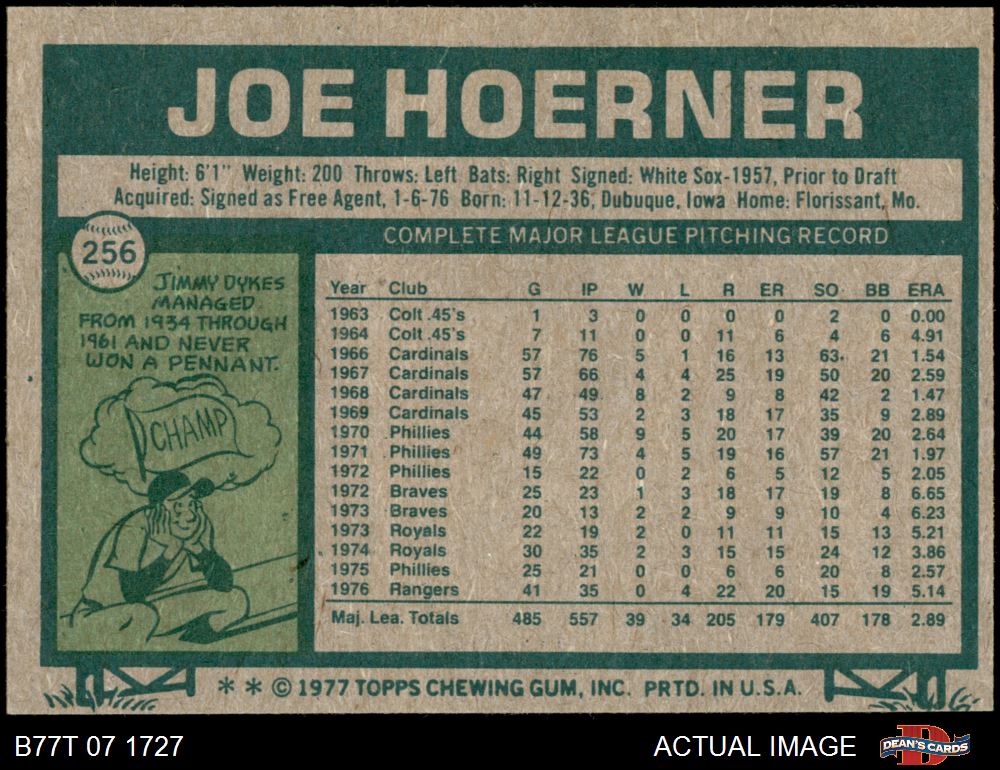 JOE HOERNER
Height: 6'1" Weight: 200 Throws: Left Bats: Right Signed: White Sox-1957, Prior to Draft
Acquired: Signed as Free Agent, 1-6-76 Born: 11-12-36, Dubuque, Iowa Home: Florissant, Mo.
256
JIMMY DYKES
MANAGED
FROM 1934 THROUGH
1961 AND NEVER
WON A PENNANT.
CHAMP
COMPLETE MAJOR LEAGUE PITCHING RECORD
Year Club G IP W L R ER SO BB ERA
1963 Colt .45's 1 3 0 0 0 0 2 0 0.00
1964 Colt .45's 7 11 0 0 11 6 4 6 4.91
1966 Cardinals 57 76 5 1 16 13 63 21 1.54
1967 Cardinals 57 66 4 4 25 19 50 20 2.59
1968 Cardinals 47 49 8 2 9 8 42 2 1.47
1969 Cardinals 45 53 2 3 18 17 35 9 2.89
1970 Phillies 44 58 9 5 20 17 39 20 2.64
1971 Phillies 49 73 4 5 19 16 57 21 1.97
1972 Phillies 15 22 0 2 6 5 12 5 2.05
1972 Braves 25 23 1 3 18 17 19 8 6.65
1973 Braves 20 13 2 2 9 9 10 4 6.23
1973 Royals 22 19 2 0 11 11 15 13 5.21
1974 Royals 30 35 2 3 15 15 24 12 3.86
1975 Phillies 25 21 0 0 6 6 20 8 2.57
1976 Rangers 41 35 0 4 22 20 15 19 5.14
Maj. Lea. Totals 485 557 39 34 205 179 407 178 2.89
* * © 1977 TOPPS CHEWING GUM, INC. PRTD. IN U.S.A.
B77T 07 1727
ACTUAL IMAGE
D
DEAN'S CARDS